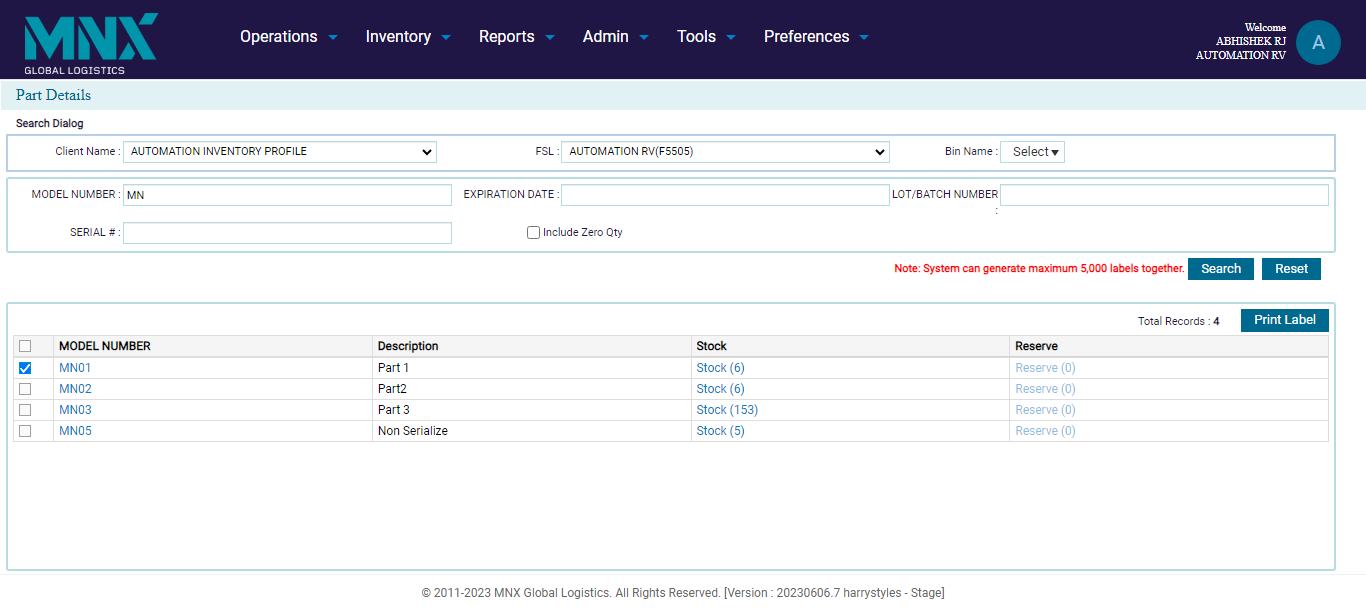 MNX
GLOBAL LOGISTICS
Operations Inventory Reports Admin Tools Preferences
Welcome
ABHISHEK RJ
AUTOMATION RV
A
Part Details
Search Dialog
Client Name : AUTOMATION INVENTORY PROFILE FSL : AUTOMATION RV(F5505) Bin Name : Select
MODEL NUMBER : MN EXPIRATION DATE : LOT/BATCH NUMBER
:
SERIAL # : Include Zero Qty
Note: System can generate maximum 5,000 labels together. Search Reset
Total Records : 4 Print Label
MODEL NUMBER Description Stock Reserve
MN01 Part 1 Stock (6) Reserve (0)
MN02 Part2 Stock (6) Reserve (0)
MN03 Part 3 Stock (153) Reserve (0)
MN05 Non Serialize Stock (5) Reserve (0)
© 2011-2023 MNX Global Logistics. All Rights Reserved. [Version : 20230606.7 harrystyles - Stage]